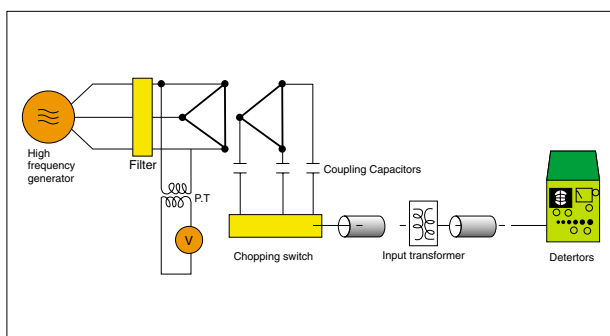 High
frequency
generator
Filter
P.T
V
Coupling Capacitors
Chopping switch
Input transformer
Detertors